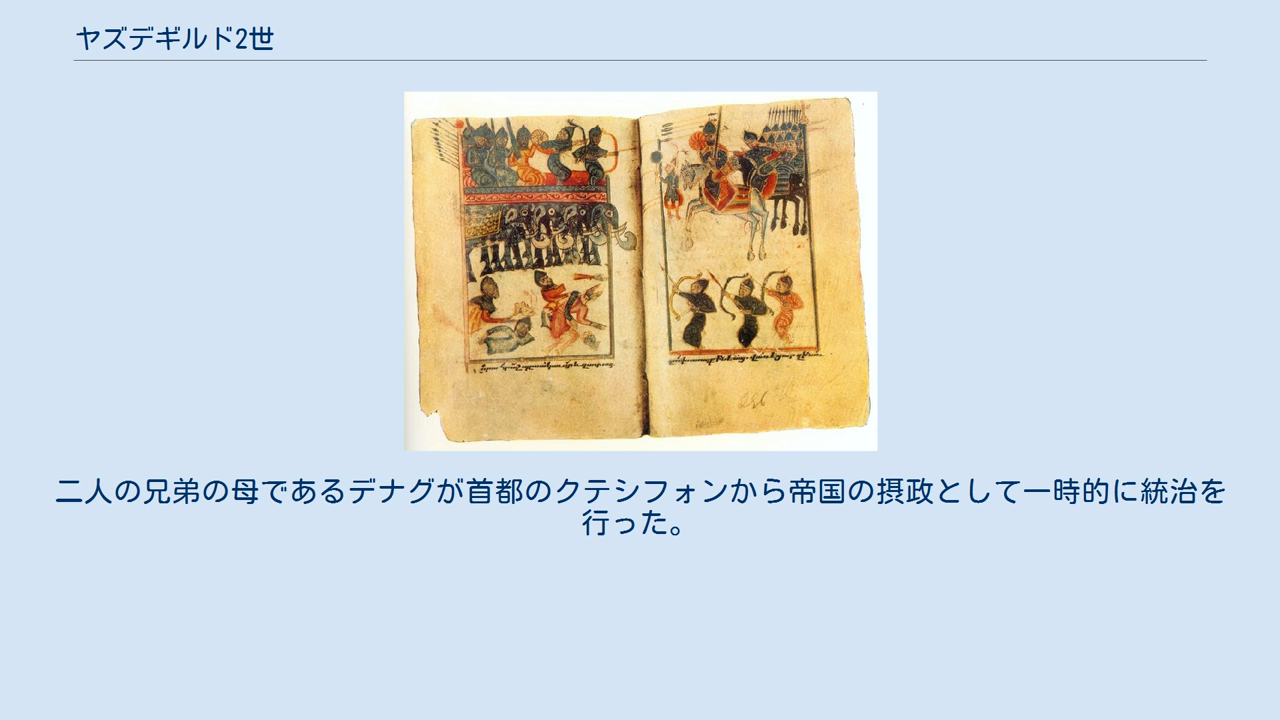 ヤズデギルド2世
二人の兄弟の母であるデナグが首都のクテシフォンから帝国の摂政として一時的に統治を
行った。